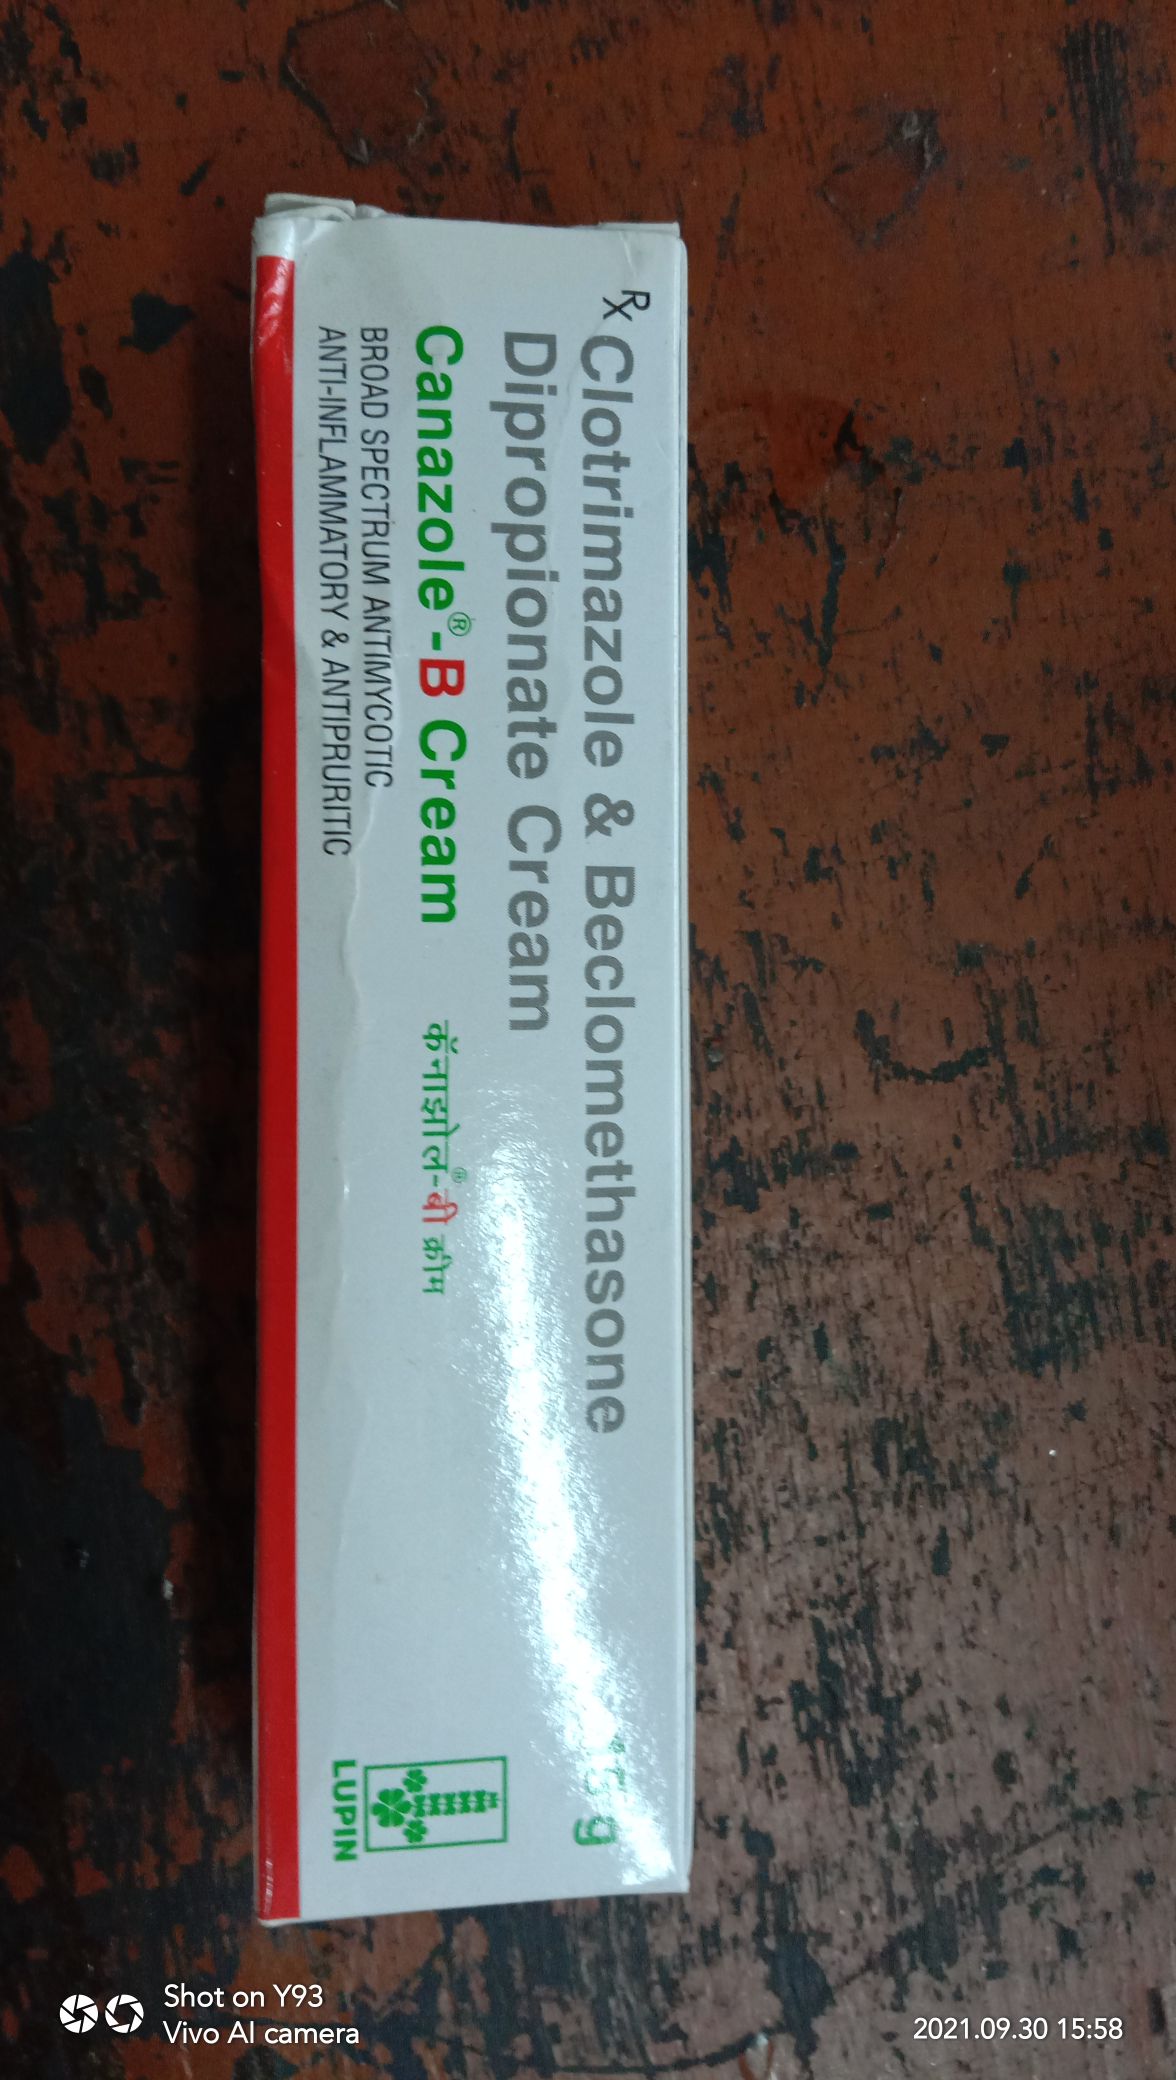 Rx Clotrimazole & Beclomethasone
Dipropionate Cream
Canazole®-B Cream कॅनाझोल®-बी क्रीम
BROAD SPECTRUM ANTIMYCOTIC
ANTI-INFLAMMATORY & ANTIPRURITIC
15 g
LUPIN
Shot on Y93
Vivo AI camera
2021.09.30 15:58